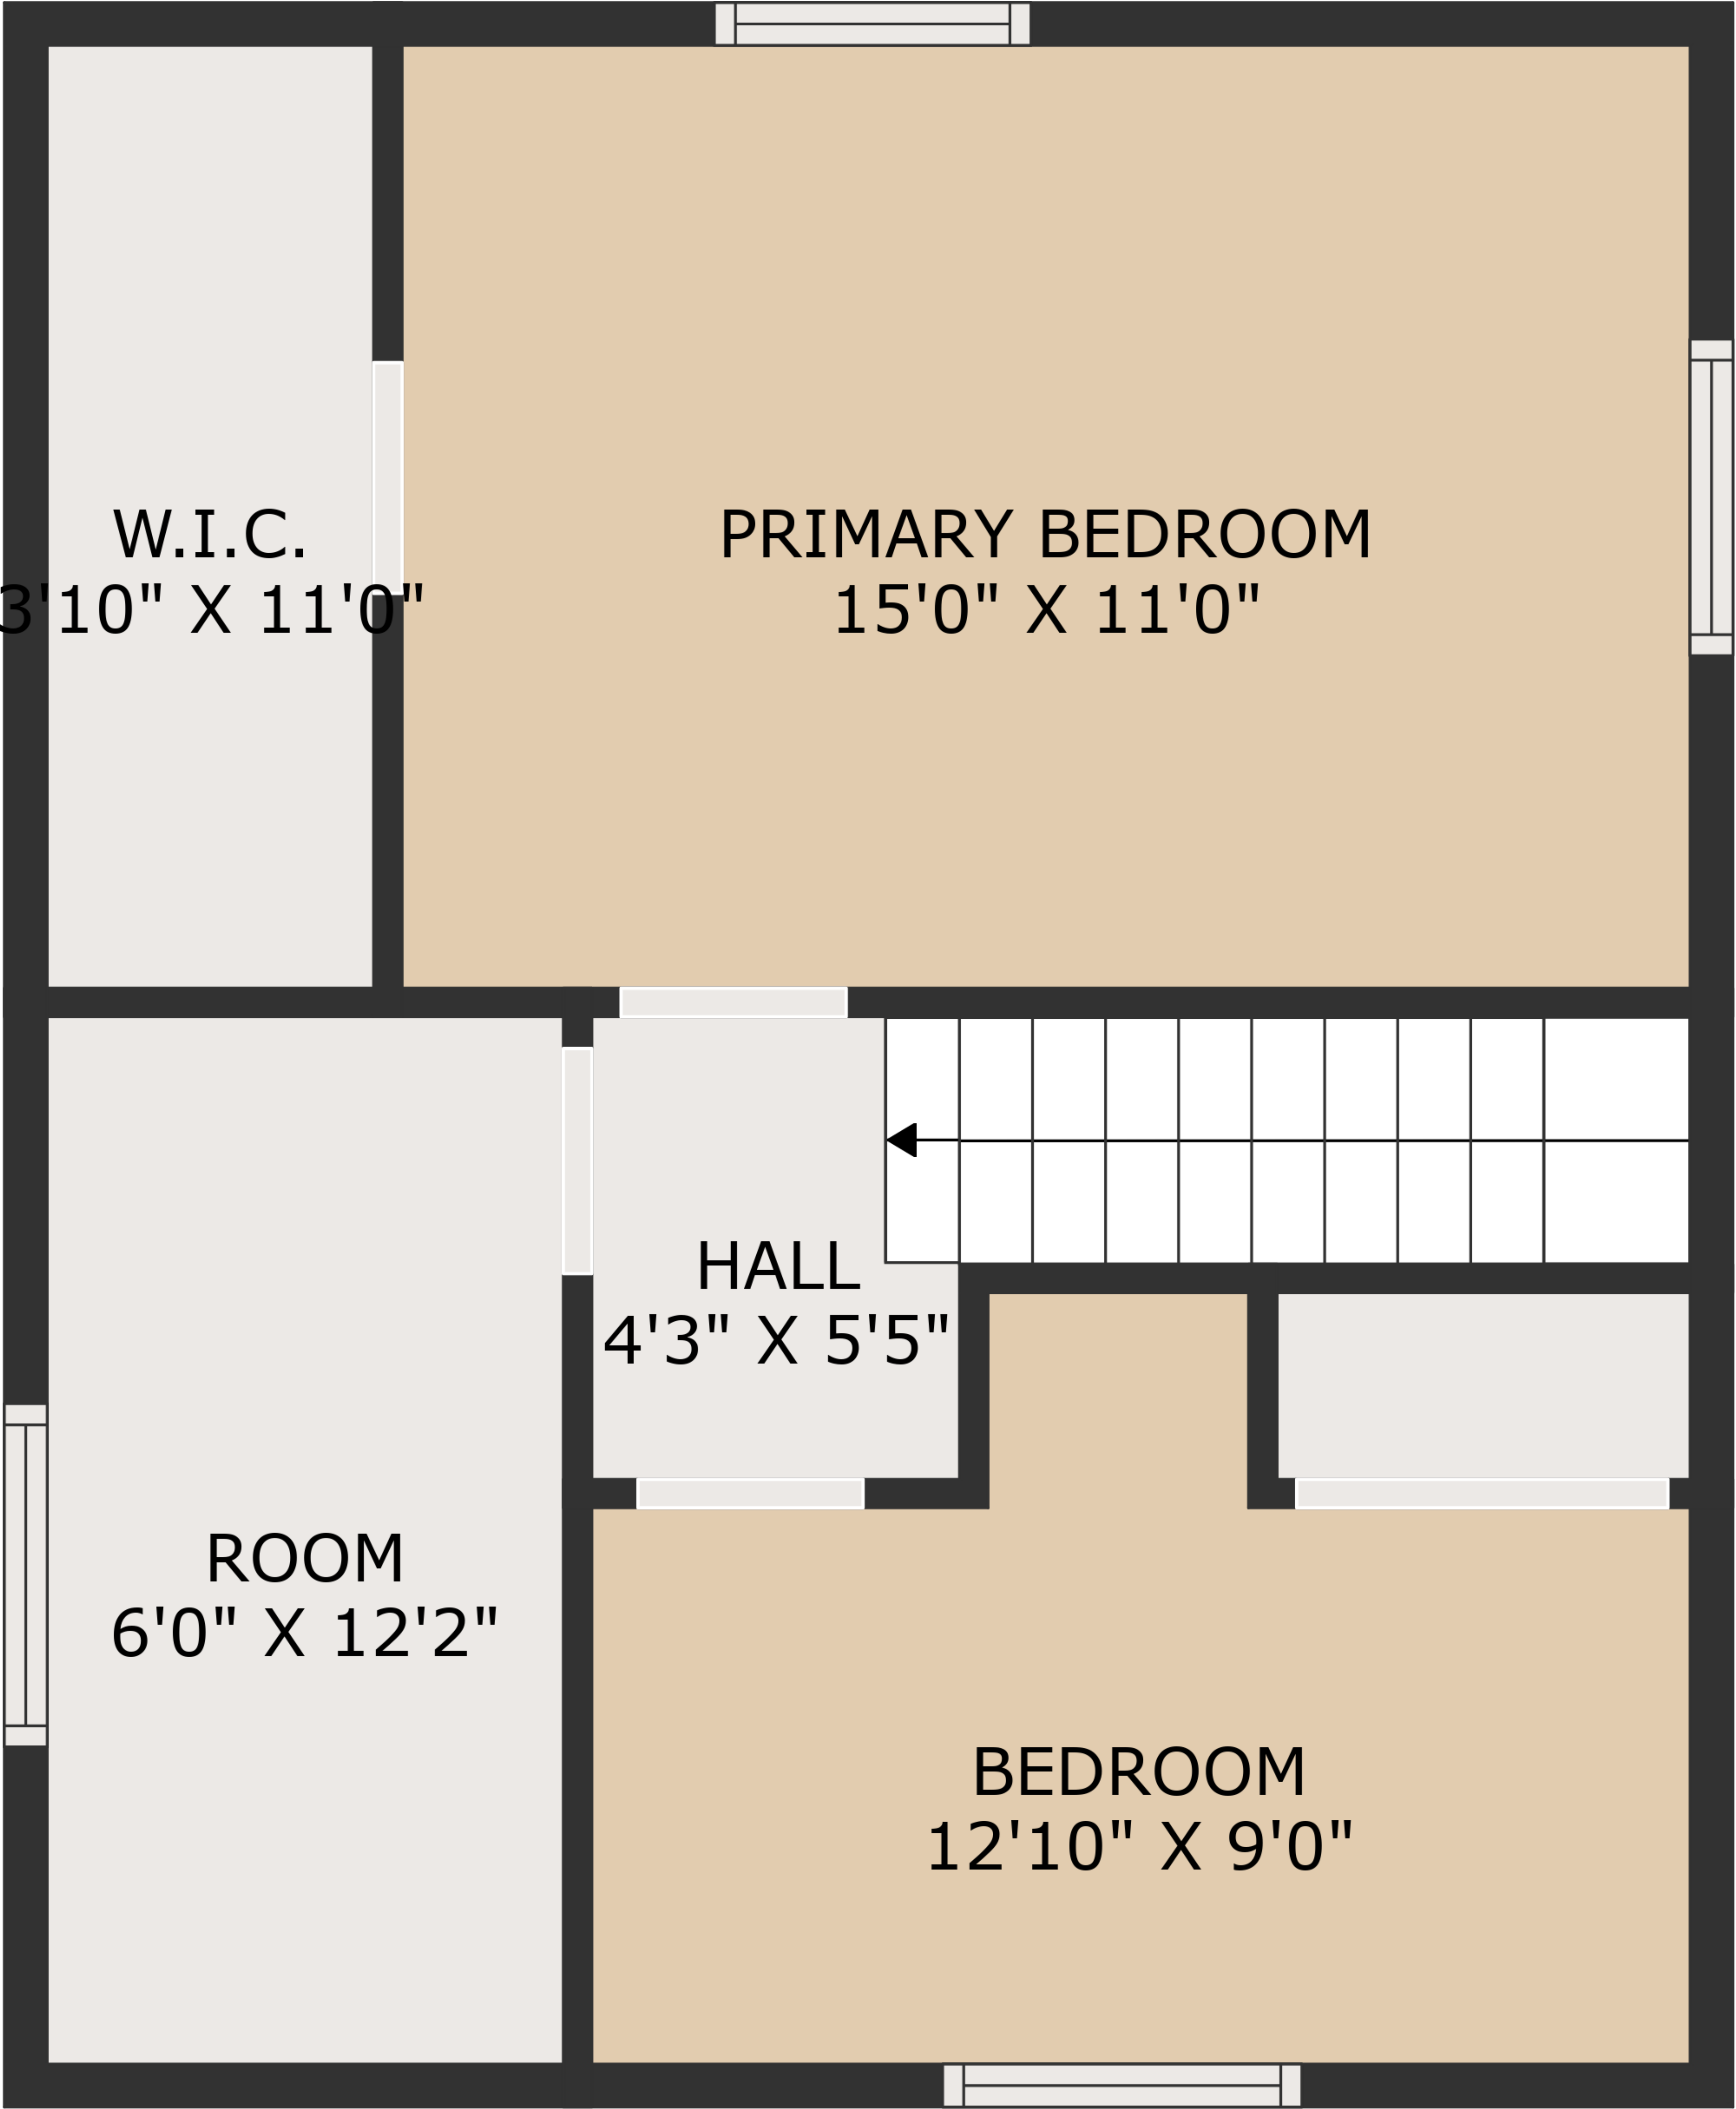 W.I.C.
3'10" X 11'0"
PRIMARY BEDROOM
15'0" X 11'0"
HALL
4'3" X 5'5"
ROOM
6'0" X 12'2"
BEDROOM
12'10" X 9'0"